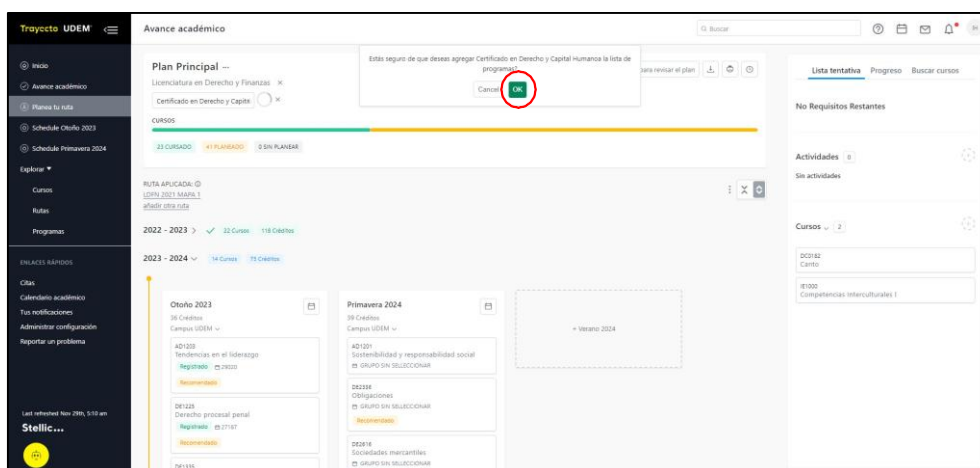 Trayecto UDEM
Avance académico
Buscar
Inicio
Avance académico
Planea tu ruta
Schedule Otoño 2023
Schedule Primavera 2024
Explorar
Cursos
Rutas
Programas
ENLACES RÁPIDOS
Citas
Calendario académico
Tus notificaciones
Administrar configuración
Reportar un problema
Last refreshed Nov 29th, 5:10 am
Stellic...
Plan Principal --
Licenciatura en Derecho y Finanzas ×
Certificado en Derecho y Capita ×
CURSOS
23 CURSADO 41 PLANEADO 0 SIN PLANEAR
Estás seguro de que deseas agregar Certificado en Derecho y Capital Humanoa la lista de
programas?
Cancel OK
para revisar el plan
RUTA APLICADA:
LDFN 2021 MAPA 1
añadir otra ruta
2022 - 2023 > 22 Cursos 118 Créditos
2023 - 2024 14 Cursos 75 Créditos
Otoño 2023
36 Créditos
Campus UDEM
AD1203
Tendencias en el liderazgo
Registrado 29020
Recomendado
DE1225
Derecho procesal penal
Registrado 27187
Recomendado
DE1335
Primavera 2024
39 Créditos
Campus UDEM
AD1201
Sostenibilidad y responsabilidad social
GRUPO SIN SELECCIONAR
DE2350
Obligaciones
GRUPO SIN SELECCIONAR
Recomendado
DE2610
Sociedades mercantiles
GRUPO SIN SELECCIONAR
+ Verano 2024
Lista tentativa Progreso Buscar cursos
No Requisitos Restantes
Actividades 0
Sin actividades
Cursos 2
DC0182
Canto
IE1000
Competencias Interculturales I